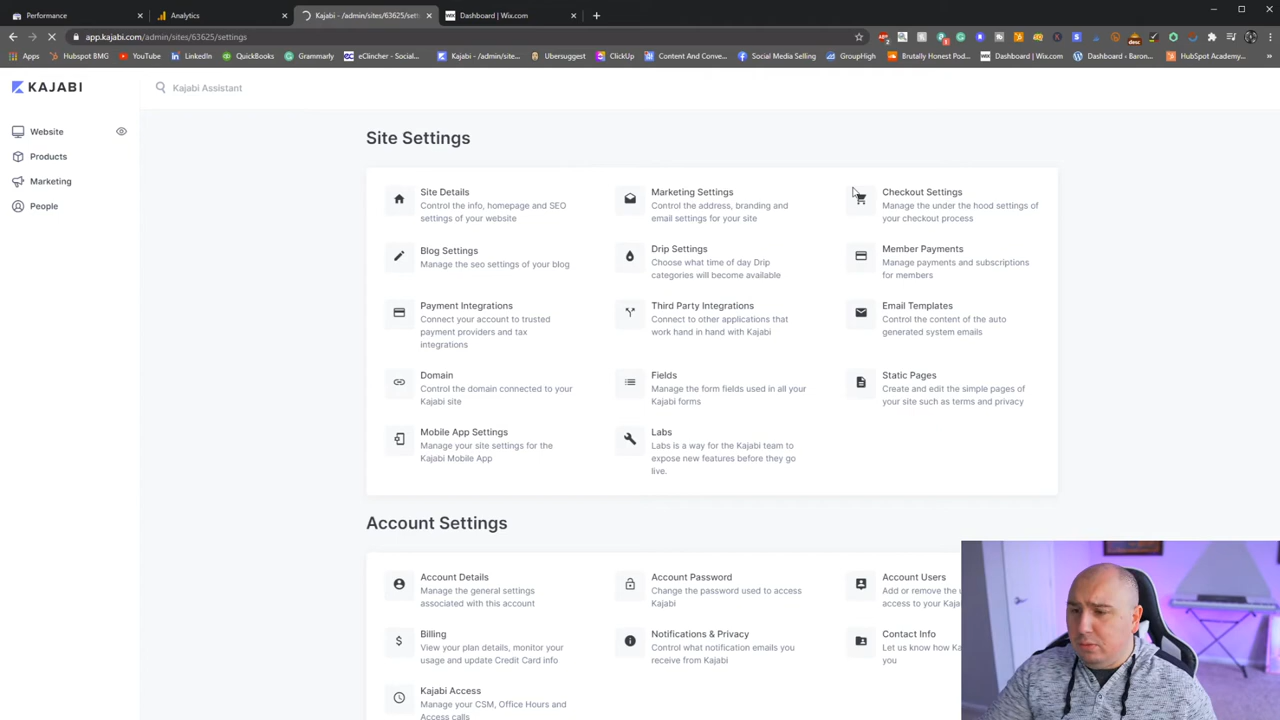 Performance
Analytics
Kajabi - /admin/sites/63625/sett
Dashboard | Wix.com
app.kajabi.com/admin/sites/63625/settings
Apps
Hubspot BMG
YouTube
LinkedIn
QuickBooks
Grammarly
eClincher - Social...
Kajabi - /admin/sit...
Ubersuggest
ClickUp
Content And Conve...
Social Media Selling
GroupHigh
Brutally Honest Pod...
Dashboard | Wix.com
Dashboard ‹ Baron...
HubSpot Academy...
KAJABI
Kajabi Assistant
Website
Products
Marketing
People
Site Settings
Site Details
Control the info, homepage and SEO
settings of your website
Marketing Settings
Control the address, branding and
email settings for your site
Checkout Settings
Manage the under the hood settings of
your checkout process
Blog Settings
Manage the seo settings of your blog
Drip Settings
Choose what time of day Drip
categories will become available
Member Payments
Manage payments and subscriptions
for members
Payment Integrations
Connect your account to trusted
payment providers and tax
integrations
Third Party Integrations
Connect to other applications that
work hand in hand with Kajabi
Email Templates
Control the content of the auto
generated system emails
Domain
Control the domain connected to your
Kajabi site
Fields
Manage the form fields used in all your
Kajabi forms
Static Pages
Create and edit the simple pages of
your site such as terms and privacy
Mobile App Settings
Manage your site settings for the
Kajabi Mobile App
Labs
Labs is a way for the Kajabi team to
expose new features before they go
live.
Account Settings
Account Details
Manage the general settings
associated with this account
Account Password
Change the password used to access
Kajabi
Account Users
Add or remove the u
access to your Kaja
Billing
View your plan details, monitor your
usage and update Credit Card info
Notifications & Privacy
Control what notification emails you
receive from Kajabi
Contact Info
Let us know how Ka
you
Kajabi Access
Manage your CSM, Office Hours and
Access calls